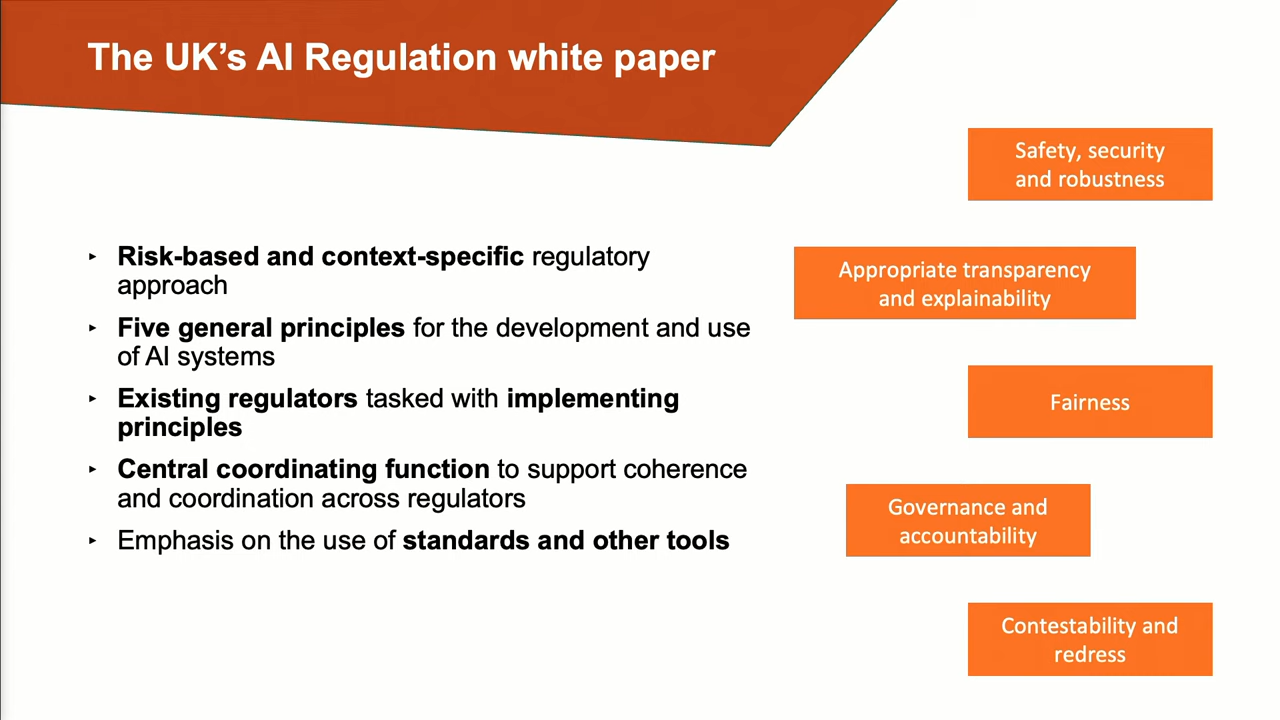 The UK's AI Regulation white paper
‣ Risk-based and context-specific regulatory
approach
‣ Five general principles for the development and use
of AI systems
‣ Existing regulators tasked with implementing
principles
‣ Central coordinating function to support coherence
and coordination across regulators
‣ Emphasis on the use of standards and other tools
Safety, security
and robustness
Appropriate transparency
and explainability
Fairness
Governance and
accountability
Contestability and
redress